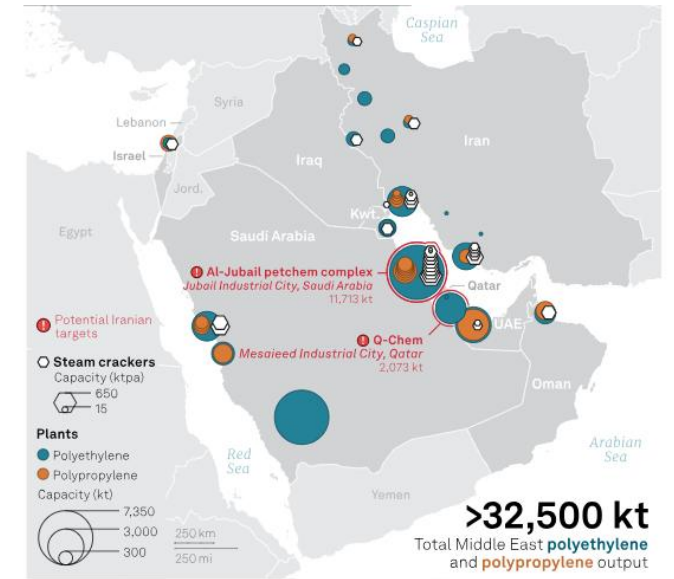 Caspian
Sea
Syria
Lebanon
Israel
Iraq
Iran
Jord.
Egypt
Kwt.
Saudi Arabia
Al-Jubail petchem complex
Jubail Industrial City, Saudi Arabia
11,713 kt
Qatar
Potential Iranian
targets
Q-Chem
Mesaieed Industrial City, Qatar
2,073 kt
UAE
Oman
Steam crackers
Capacity (ktpa)
650
15
Plants
Polyethylene
Polypropylene
Capacity (kt)
7,350
3,000
300
250 km
250 mi
Red
Sea
Yemen
Arabian
Sea
>32,500 kt
Total Middle East polyethylene
and polypropylene output